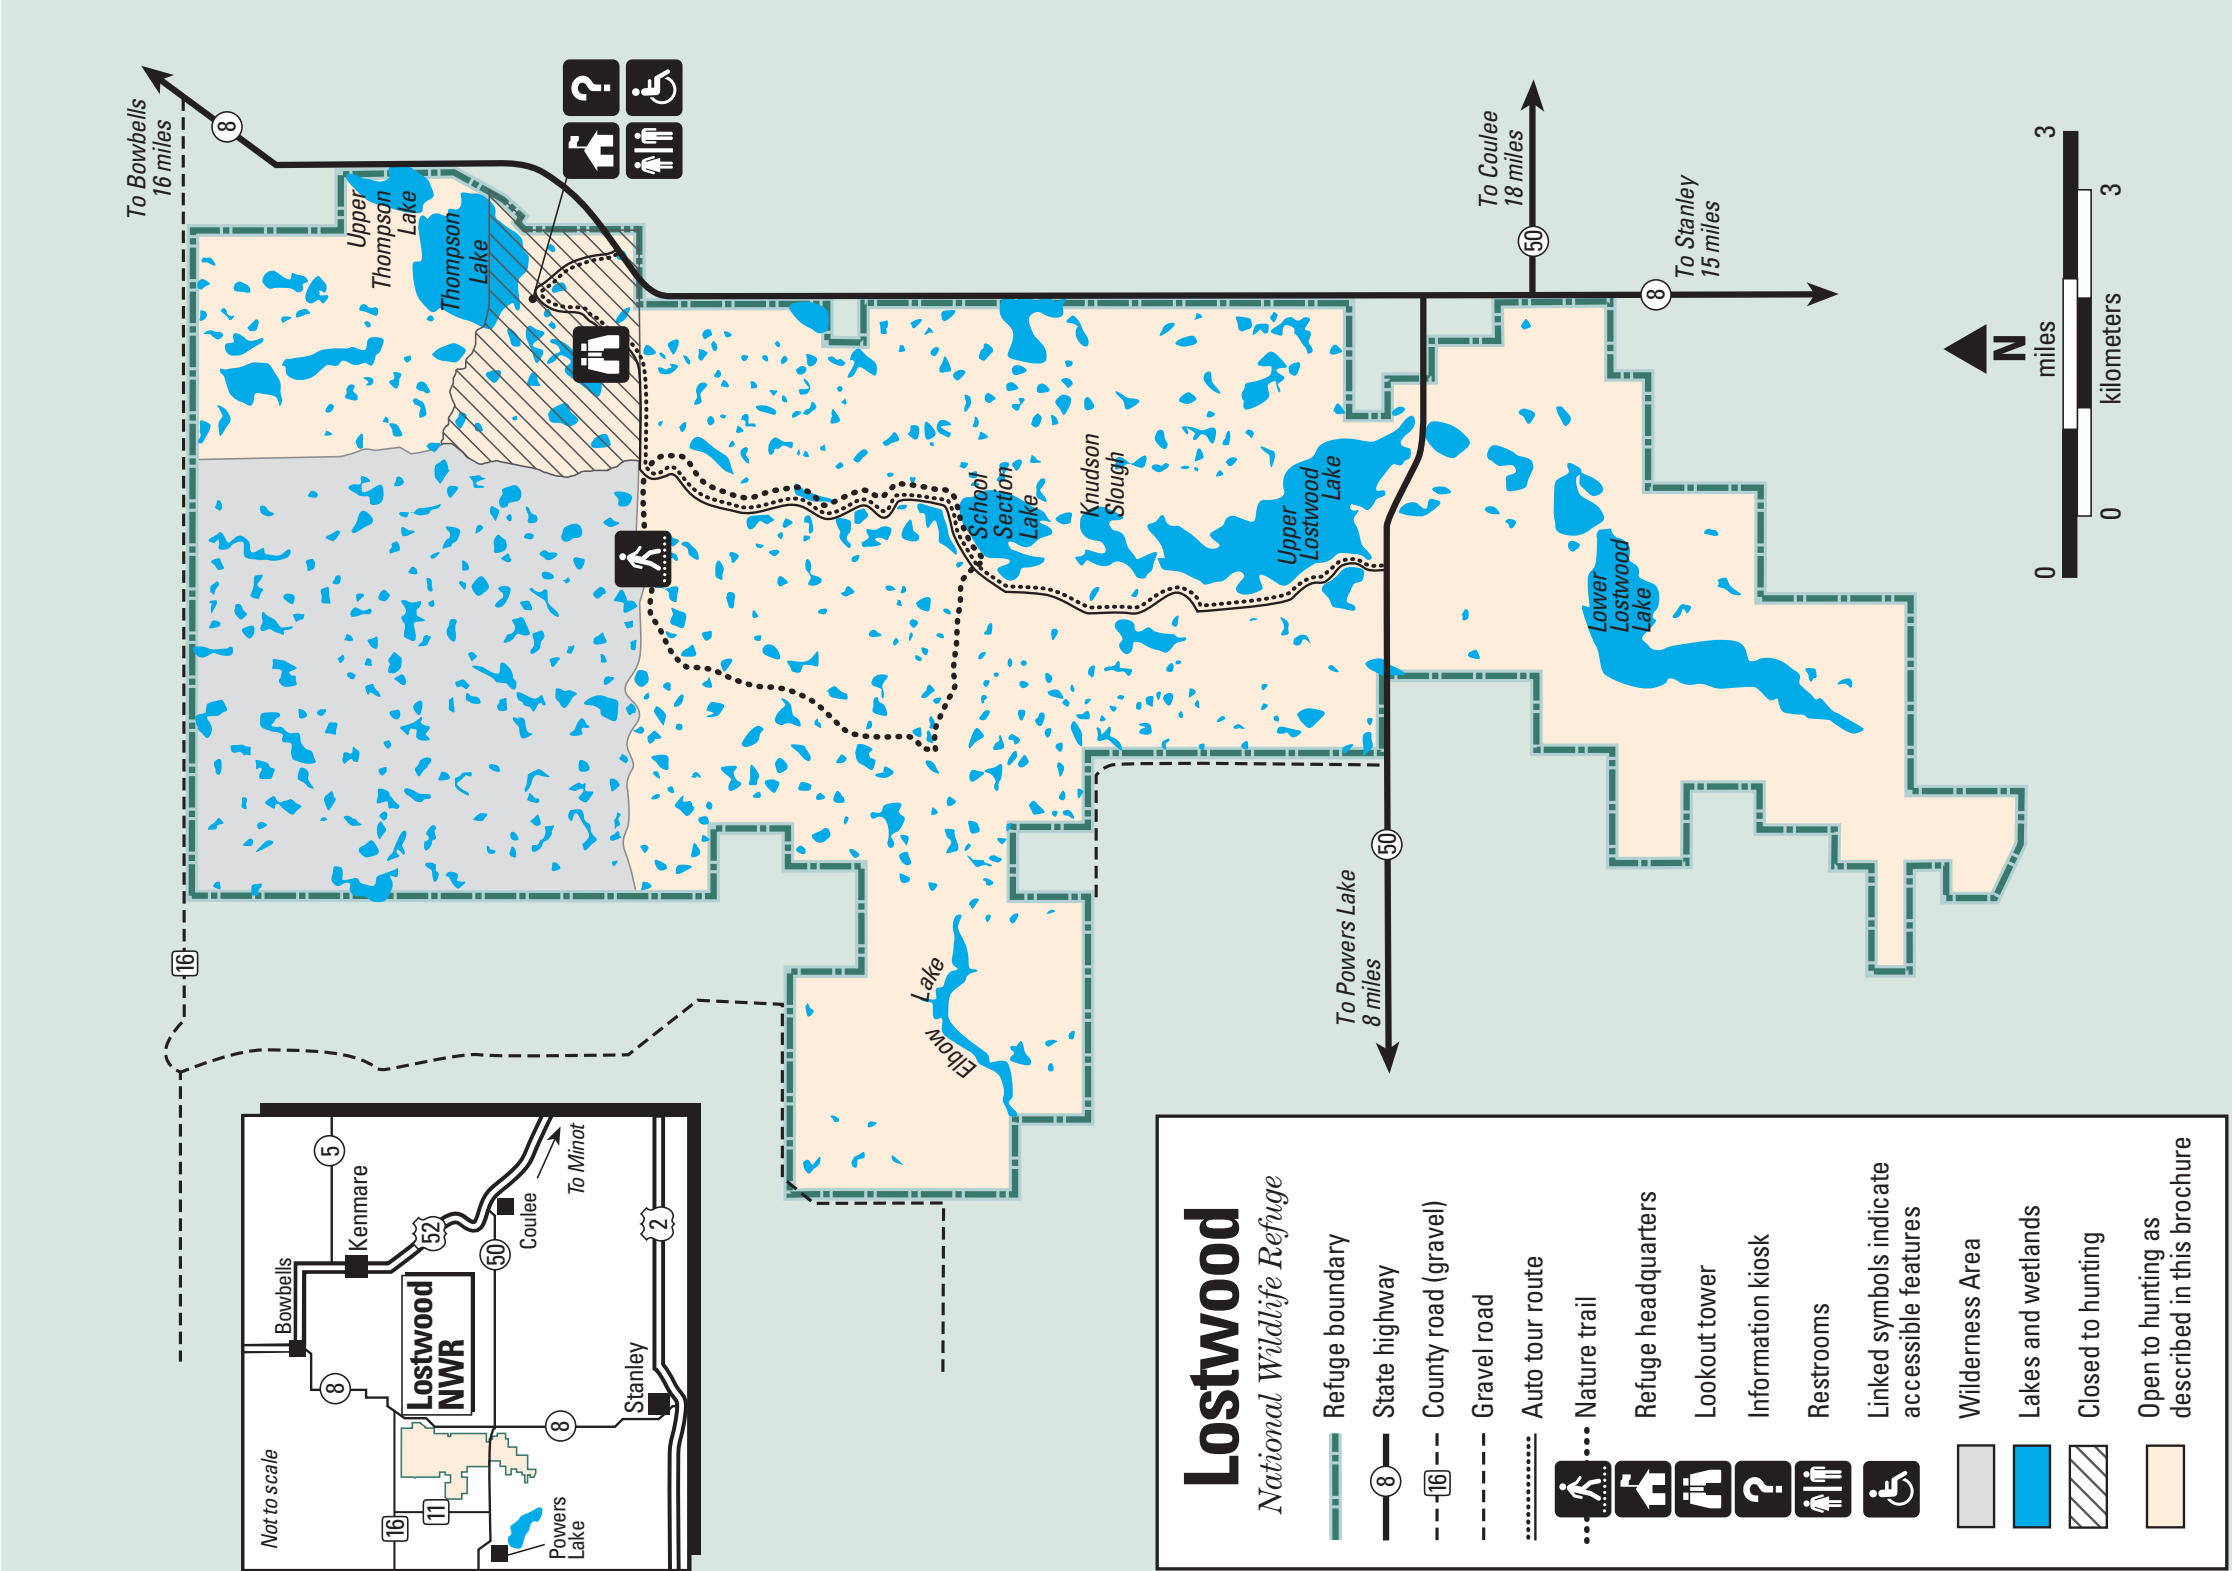 To Bowbells
16 miles
8
Upper
Thompson
Lake
Thompson
Lake
?
16
School
Section
Lake
Knudson
Slough
Upper
Lostwood
Lake
Lower
Lostwood
Lake
Elbow Lake
To Coulee
18 miles
50
To Stanley
15 miles
8
To Powers Lake
8 miles
50
N
miles
0 3
kilometers
0 3
Not to scale
Bowbells
5
Kenmare
52
To Minot
8
Lostwood
NWR
50
Coulee
16
11
8
Stanley
2
Powers
Lake
Lostwood
National Wildlife Refuge
Refuge boundary
8 State highway
16 County road (gravel)
Gravel road
Auto tour route
Nature trail
Refuge headquarters
Lookout tower
? Information kiosk
Restrooms
Linked symbols indicate
accessible features
Wilderness Area
Lakes and wetlands
Closed to hunting
Open to hunting as
described in this brochure